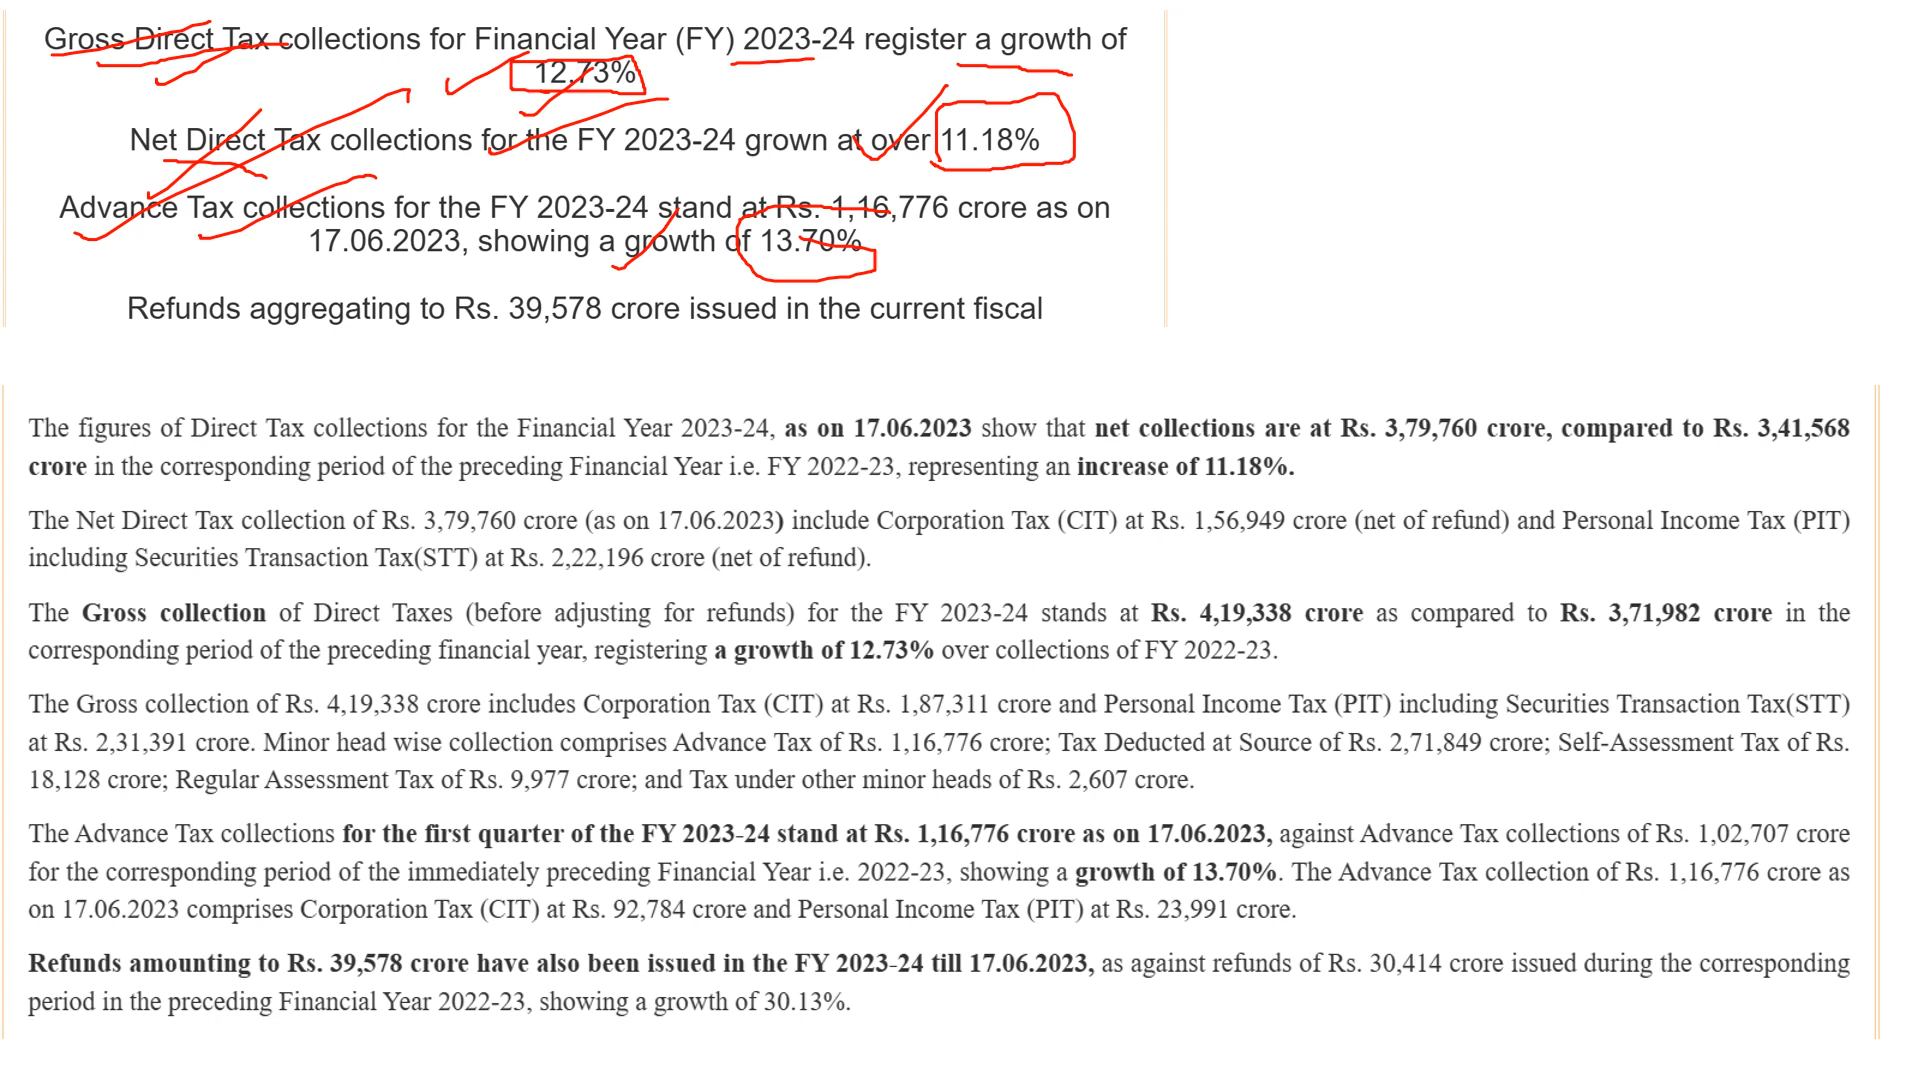 Gross Direct Tax collections for Financial Year (FY) 2023-24 register a growth of
12.73%
Net Direct Tax collections for the FY 2023-24 grown at over 11.18%
Advance Tax collections for the FY 2023-24 stand at Rs. 1,16,776 crore as on
17.06.2023, showing a growth of 13.70%
Refunds aggregating to Rs. 39,578 crore issued in the current fiscal
The figures of Direct Tax collections for the Financial Year 2023-24, as on 17.06.2023 show that net collections are at Rs. 3,79,760 crore, compared to Rs. 3,41,568
crore in the corresponding period of the preceding Financial Year i.e. FY 2022-23, representing an increase of 11.18%.
The Net Direct Tax collection of Rs. 3,79,760 crore (as on 17.06.2023) include Corporation Tax (CIT) at Rs. 1,56,949 crore (net of refund) and Personal Income Tax (PIT)
including Securities Transaction Tax(STT) at Rs. 2,22,196 crore (net of refund).
The Gross collection of Direct Taxes (before adjusting for refunds) for the FY 2023-24 stands at Rs. 4,19,338 crore as compared to Rs. 3,71,982 crore in the
corresponding period of the preceding financial year, registering a growth of 12.73% over collections of FY 2022-23.
The Gross collection of Rs. 4,19,338 crore includes Corporation Tax (CIT) at Rs. 1,87,311 crore and Personal Income Tax (PIT) including Securities Transaction Tax(STT)
at Rs. 2,31,391 crore. Minor head wise collection comprises Advance Tax of Rs. 1,16,776 crore; Tax Deducted at Source of Rs. 2,71,849 crore; Self-Assessment Tax of Rs.
18,128 crore; Regular Assessment Tax of Rs. 9,977 crore; and Tax under other minor heads of Rs. 2,607 crore.
The Advance Tax collections for the first quarter of the FY 2023-24 stand at Rs. 1,16,776 crore as on 17.06.2023, against Advance Tax collections of Rs. 1,02,707 crore
for the corresponding period of the immediately preceding Financial Year i.e. 2022-23, showing a growth of 13.70%. The Advance Tax collection of Rs. 1,16,776 crore as
on 17.06.2023 comprises Corporation Tax (CIT) at Rs. 92,784 crore and Personal Income Tax (PIT) at Rs. 23,991 crore.
Refunds amounting to Rs. 39,578 crore have also been issued in the FY 2023-24 till 17.06.2023, as against refunds of Rs. 30,414 crore issued during the corresponding
period in the preceding Financial Year 2022-23, showing a growth of 30.13%.